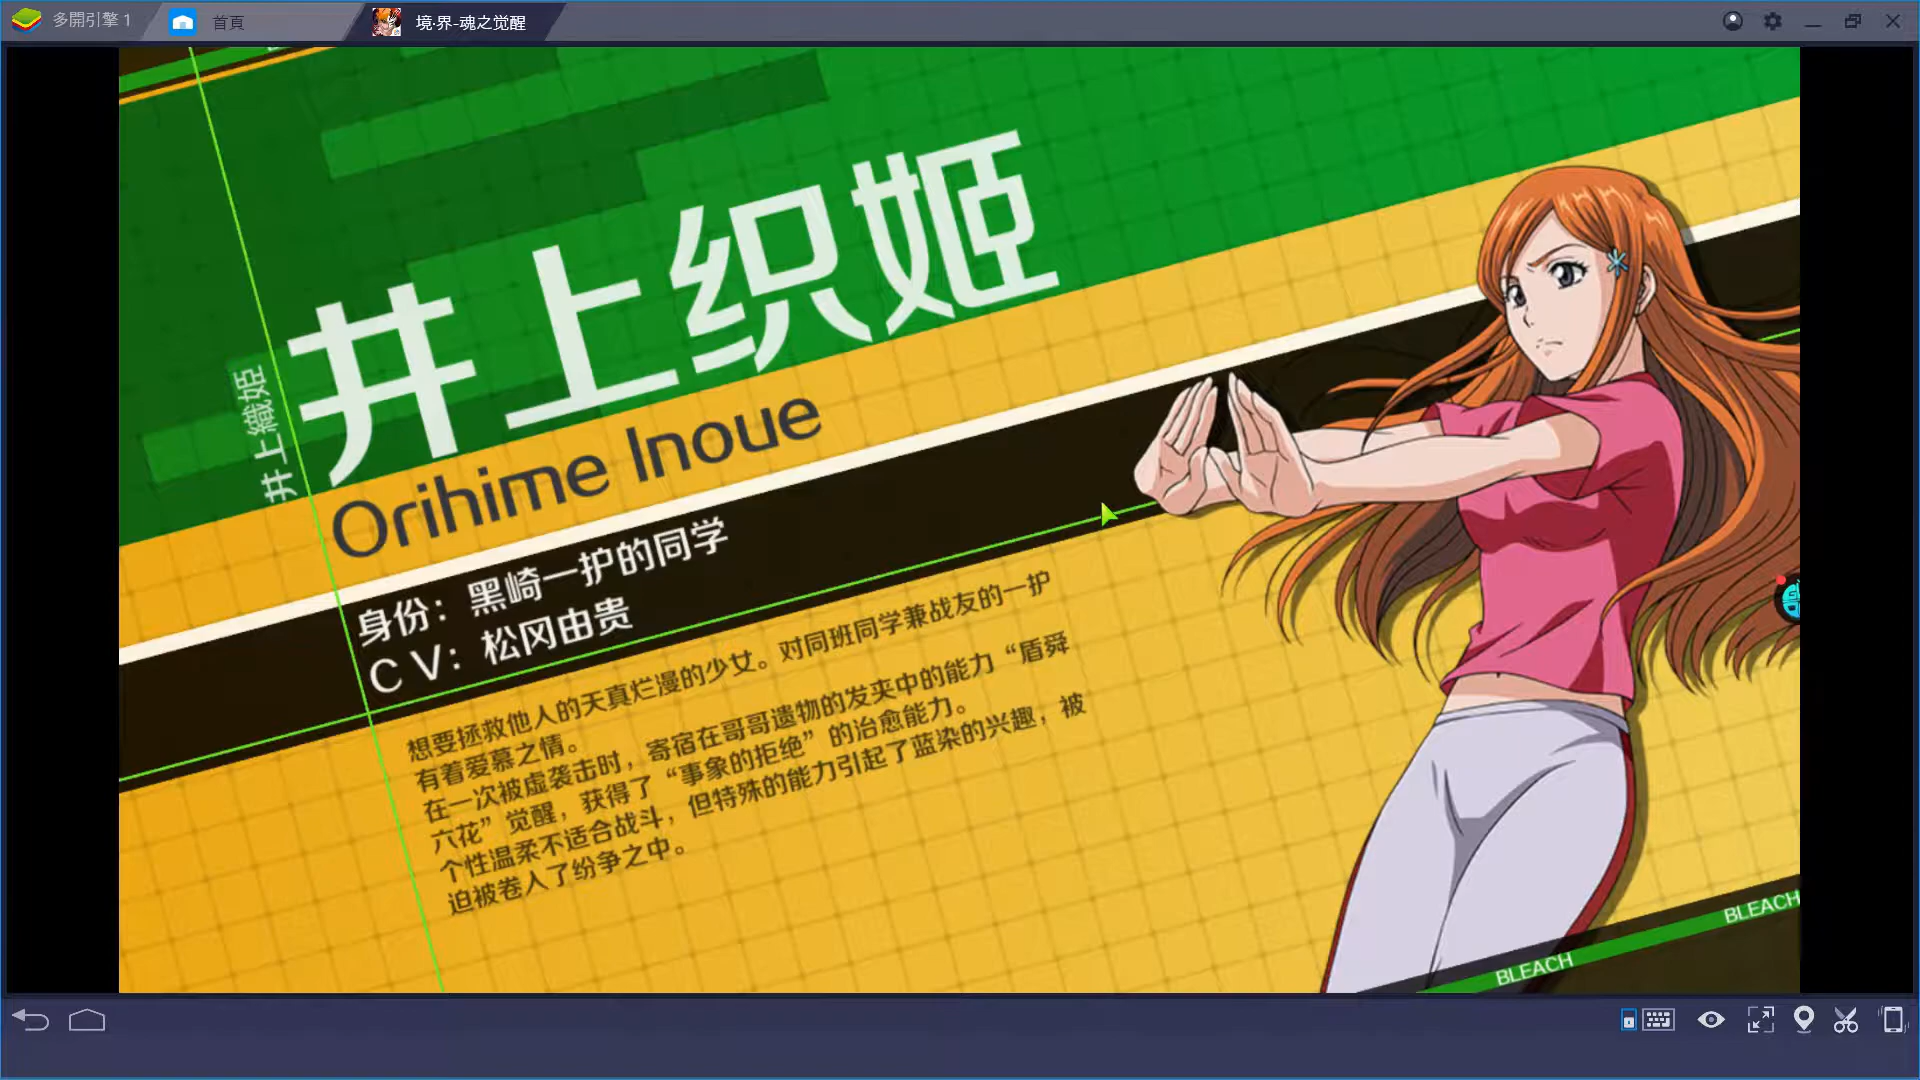 多開引擎 1
首頁
境·界-魂之觉醒
井上织姬
井上織姫
Orihime Inoue
身份：黑崎一护的同学
CV：松冈由贵
想要拯救他人的天真烂漫的少女。对同班同学兼战友的一护
有着爱慕之情。
在一次被虚袭击时，寄宿在哥哥遗物的发夹中的能力“盾舜
六花”觉醒，获得了“事象的拒绝”的治愈能力。
个性温柔不适合战斗，但特殊的能力引起了蓝染的兴趣，被
迫被卷入了纷争之中。
BLEACH
BLEACH